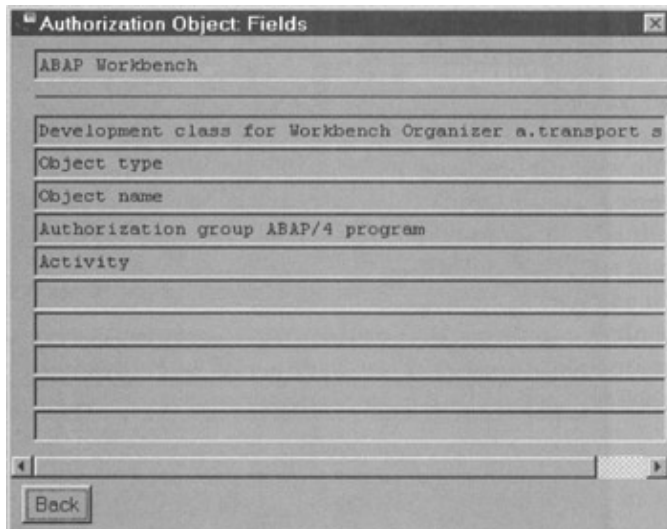 Authorization Object: Fields
ABAP Workbench
Development class for Workbench Organizer a.transport s
Object type
Object name
Authorization group ABAP/4 program
Activity
Back